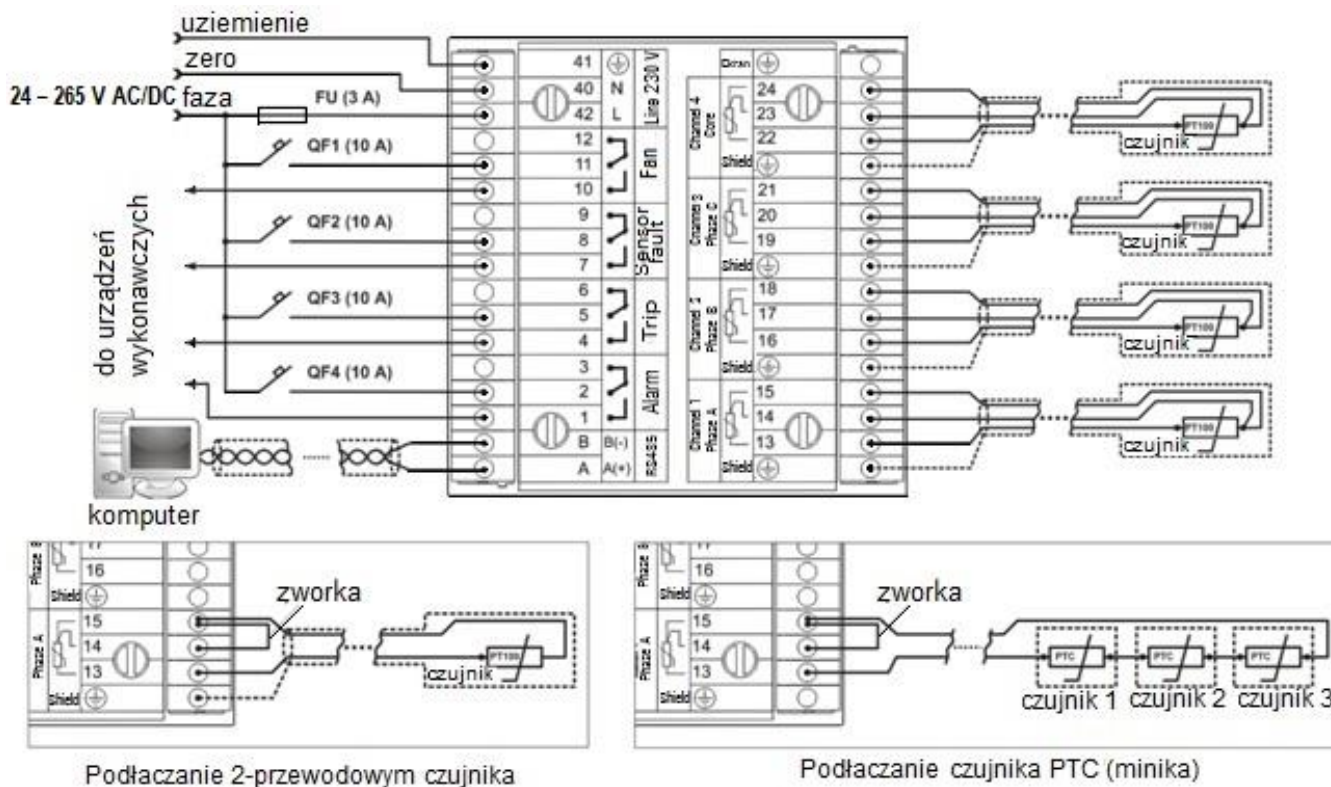 uziemienie
zero
24 – 265 V AC/DC faza
FU (3 A)
QF1 (10 A)
QF2 (10 A)
QF3 (10 A)
QF4 (10 A)
do urządzeń
wykonawczych
komputer
41
40 N
42 L
Line 230 V
12
11
10
Fan
9
8
7
Sensor
fault
6
5
4
Trip
3
2
1
Alarm
B B(-)
A A(+)
RS485
Ekran
24
23
22
Channel 4
Core
Shield
21
20
19
Channel 3
Phase C
Shield
18
17
16
Channel 2
Phase B
Shield
15
14
13
Channel 1
Phase A
Shield
PT100
czujnik
PT100
czujnik
PT100
czujnik
PT100
czujnik
Phase B
17
16
Shield
15
14
13
Phase A
Shield
zworka
PT100
czujnik
Podłaczanie 2-przewodowym czujnika
Phase B
17
16
Shield
15
14
13
Phase A
Shield
zworka
PTC
PTC
PTC
czujnik 1
czujnik 2
czujnik 3
Podłaczanie czujnika PTC (minika)